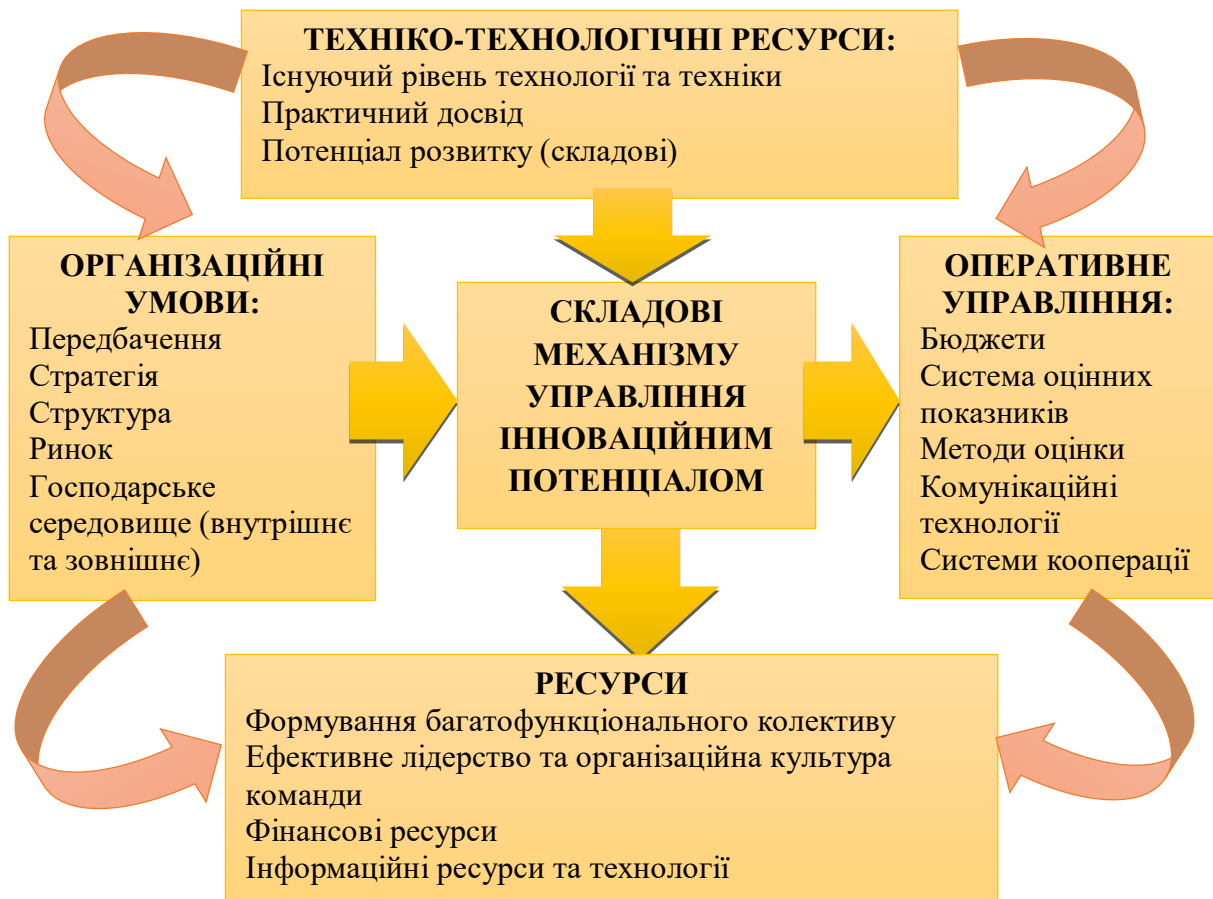 ТЕХНІКО-ТЕХНОЛОГІЧНІ РЕСУРСИ:
Існуючий рівень технології та техніки
Практичний досвід
Потенціал розвитку (складові)
ОРГАНІЗАЦІЙНІ
УМОВИ:
Передбачення
Стратегія
Структура
Ринок
Господарське
середовище (внутрішнє
та зовнішнє)
СКЛАДОВІ
МЕХАНІЗМУ
УПРАВЛІННЯ
ІННОВАЦІЙНИМ
ПОТЕНЦІАЛОМ
ОПЕРАТИВНЕ
УПРАВЛІННЯ:
Бюджети
Система оцінних
показників
Методи оцінки
Комунікаційні
технології
Системи кооперації
РЕСУРСИ
Формування багатофункціонального колективу
Ефективне лідерство та організаційна культура
команди
Фінансові ресурси
Інформаційні ресурси та технології